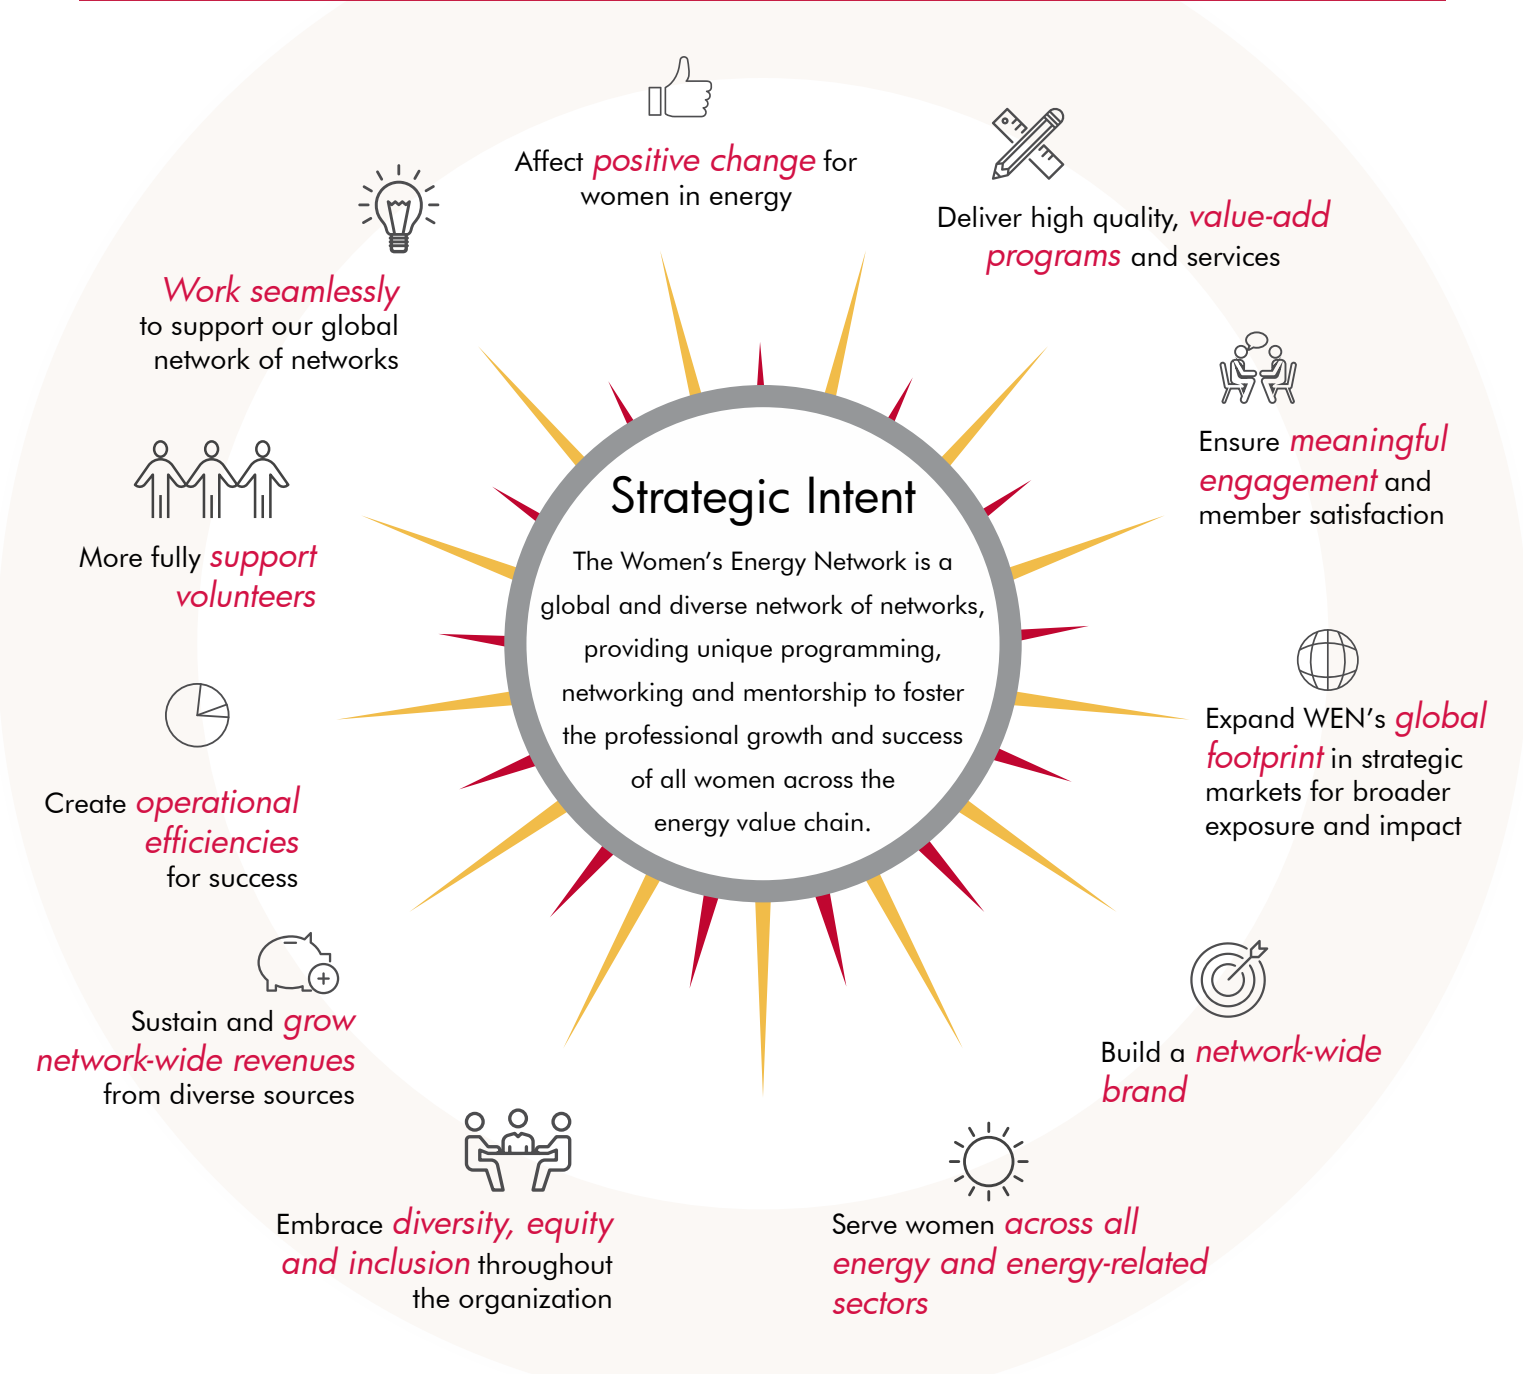 Affect positive change for
women in energy
Deliver high quality, value-add
programs and services
Ensure meaningful
engagement and
member satisfaction
Expand WEN’s global
footprint in strategic
markets for broader
exposure and impact
Build a network-wide
brand
Serve women across all
energy and energy-related
sectors
Embrace diversity, equity
and inclusion throughout
the organization
Sustain and grow
network-wide revenues
from diverse sources
Create operational
efficiencies
for success
More fully support
volunteers
Work seamlessly
to support our global
network of networks
Strategic Intent
The Women’s Energy Network is a
global and diverse network of networks,
providing unique programming,
networking and mentorship to foster
the professional growth and success
of all women across the
energy value chain.